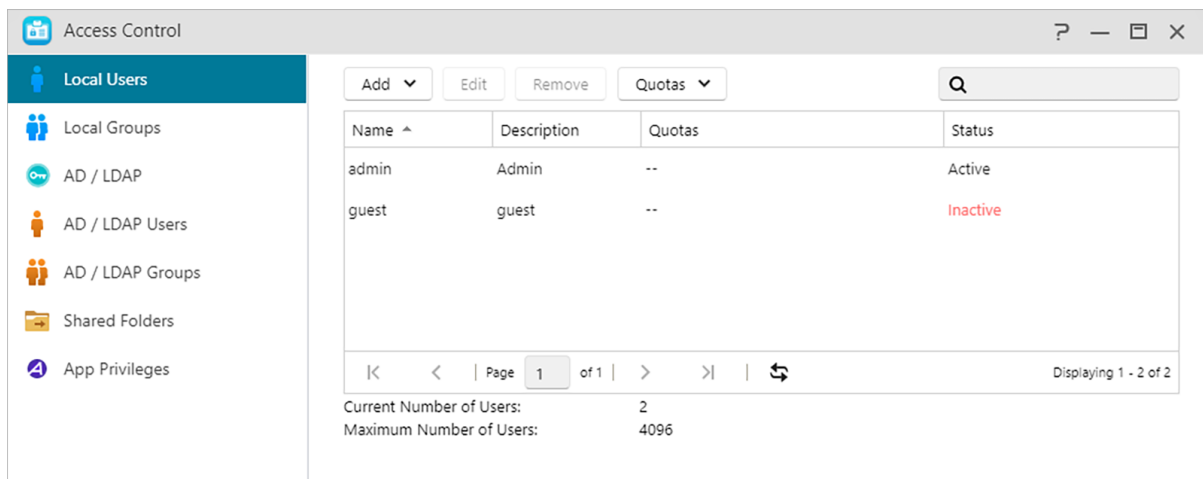 Access Control
Local Users
Local Groups
AD / LDAP
AD / LDAP Users
AD / LDAP Groups
Shared Folders
App Privileges
Add Edit Remove Quotas
Name Description Quotas Status
admin Admin -- Active
guest guest -- Inactive
Page 1 of 1 Displaying 1 - 2 of 2
Current Number of Users: 2
Maximum Number of Users: 4096